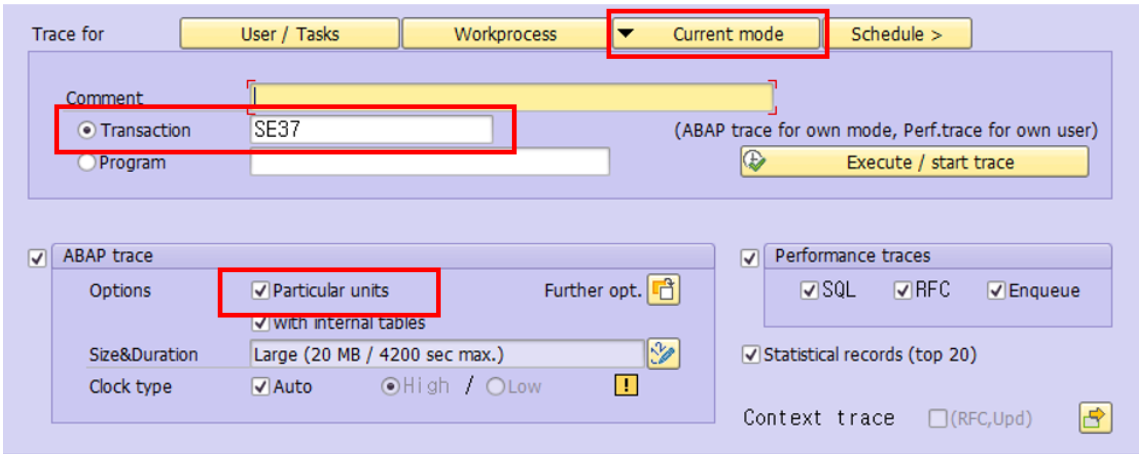 Trace for User / Tasks Workprocess Current mode Schedule >
Comment
Transaction SE37 (ABAP trace for own mode, Perf.trace for own user)
Program Execute / start trace
ABAP trace Performance traces
Options Particular units Further opt. SQL RFC Enqueue
with internal tables
Size&Duration Large (20 MB / 4200 sec max.) Statistical records (top 20)
Clock type Auto High / Low !
Context trace (RFC,Upd)